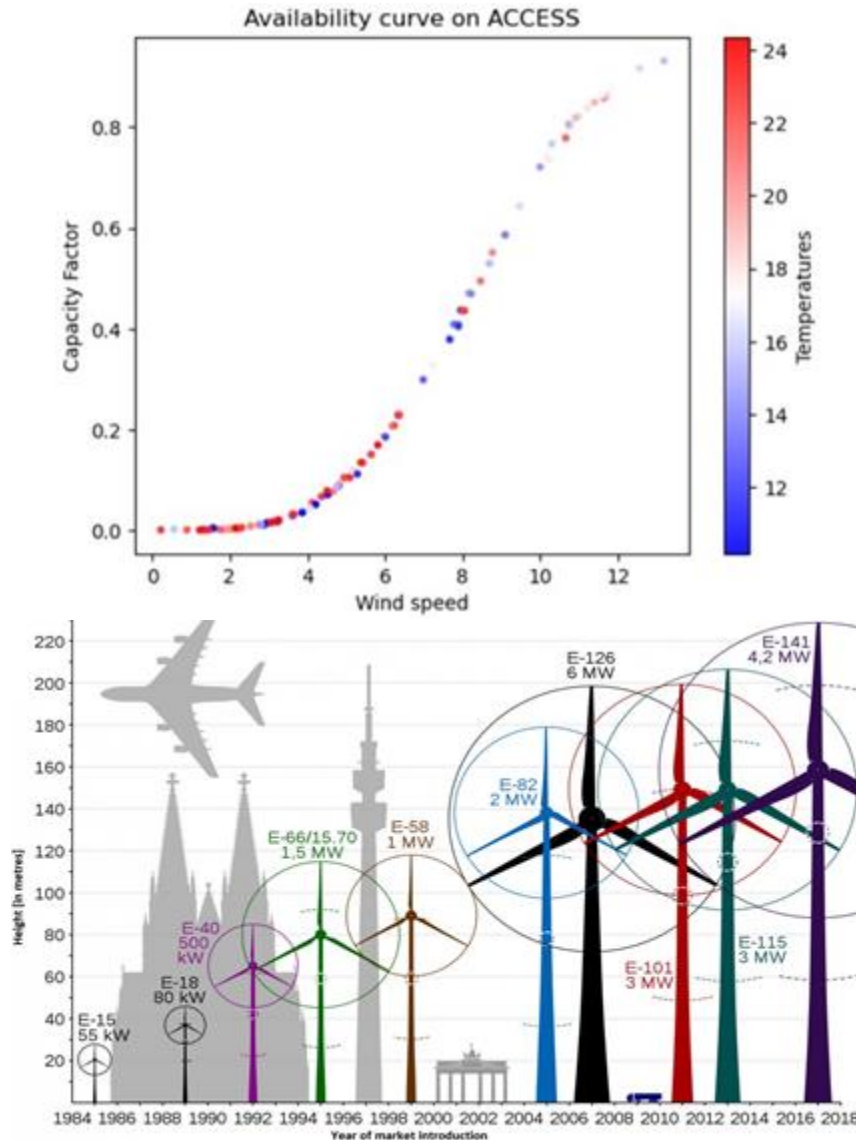 Availability curve on ACCESS
Capacity Factor
0.8
0.6
0.4
0.2
0.0
0 2 4 6 8 10 12
Wind speed
24
22
20
18
16
14
12
Temperatures
Height [in metres]
220
200
180
160
140
120
100
80
60
40
20
E-15
55 kW
E-18
80 kW
E-40
500
kW
E-66/15.70
1,5 MW
E-58
1 MW
E-82
2 MW
E-126
6 MW
E-101
3 MW
E-115
3 MW
E-141
4,2 MW
1984 1986 1988 1990 1992 1994 1996 1998 2000 2002 2004 2006 2008 2010 2012 2014 2016 2018
Year of market introduction